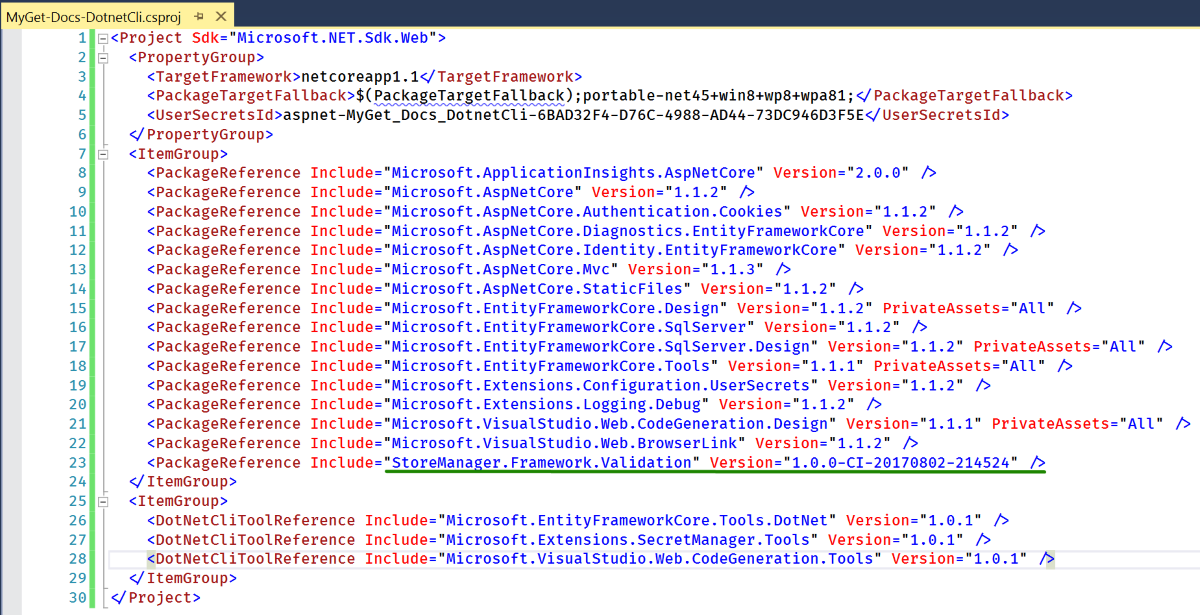 MyGet-Docs-DotnetCli.csproj
1 <Project Sdk="Microsoft.NET.Sdk.Web">
2 <PropertyGroup>
3 <TargetFramework>netcoreapp1.1</TargetFramework>
4 <PackageTargetFallback>$(PackageTargetFallback);portable-net45+win8+wp8+wpa81;</PackageTargetFallback>
5 <UserSecretsId>aspnet-MyGet_Docs_DotnetCli-6BAD32F4-D76C-4988-AD44-73DC946D3F5E</UserSecretsId>
6 </PropertyGroup>
7 <ItemGroup>
8 <PackageReference Include="Microsoft.ApplicationInsights.AspNetCore" Version="2.0.0" />
9 <PackageReference Include="Microsoft.AspNetCore" Version="1.1.2" />
10 <PackageReference Include="Microsoft.AspNetCore.Authentication.Cookies" Version="1.1.2" />
11 <PackageReference Include="Microsoft.AspNetCore.Diagnostics.EntityFrameworkCore" Version="1.1.2" />
12 <PackageReference Include="Microsoft.AspNetCore.Identity.EntityFrameworkCore" Version="1.1.2" />
13 <PackageReference Include="Microsoft.AspNetCore.Mvc" Version="1.1.3" />
14 <PackageReference Include="Microsoft.AspNetCore.StaticFiles" Version="1.1.2" />
15 <PackageReference Include="Microsoft.EntityFrameworkCore.Design" Version="1.1.2" PrivateAssets="All" />
16 <PackageReference Include="Microsoft.EntityFrameworkCore.SqlServer" Version="1.1.2" />
17 <PackageReference Include="Microsoft.EntityFrameworkCore.SqlServer.Design" Version="1.1.2" PrivateAssets="All" />
18 <PackageReference Include="Microsoft.EntityFrameworkCore.Tools" Version="1.1.1" PrivateAssets="All" />
19 <PackageReference Include="Microsoft.Extensions.Configuration.UserSecrets" Version="1.1.2" />
20 <PackageReference Include="Microsoft.Extensions.Logging.Debug" Version="1.1.2" />
21 <PackageReference Include="Microsoft.VisualStudio.Web.CodeGeneration.Design" Version="1.1.1" PrivateAssets="All" />
22 <PackageReference Include="Microsoft.VisualStudio.Web.BrowserLink" Version="1.1.2" />
23 <PackageReference Include="StoreManager.Framework.Validation" Version="1.0.0-CI-20170802-214524" />
24 </ItemGroup>
25 <ItemGroup>
26 <DotNetCliToolReference Include="Microsoft.EntityFrameworkCore.Tools.DotNet" Version="1.0.1" />
27 <DotNetCliToolReference Include="Microsoft.Extensions.SecretManager.Tools" Version="1.0.1" />
28 <DotNetCliToolReference Include="Microsoft.VisualStudio.Web.CodeGeneration.Tools" Version="1.0.1" />
29 </ItemGroup>
30 </Project>